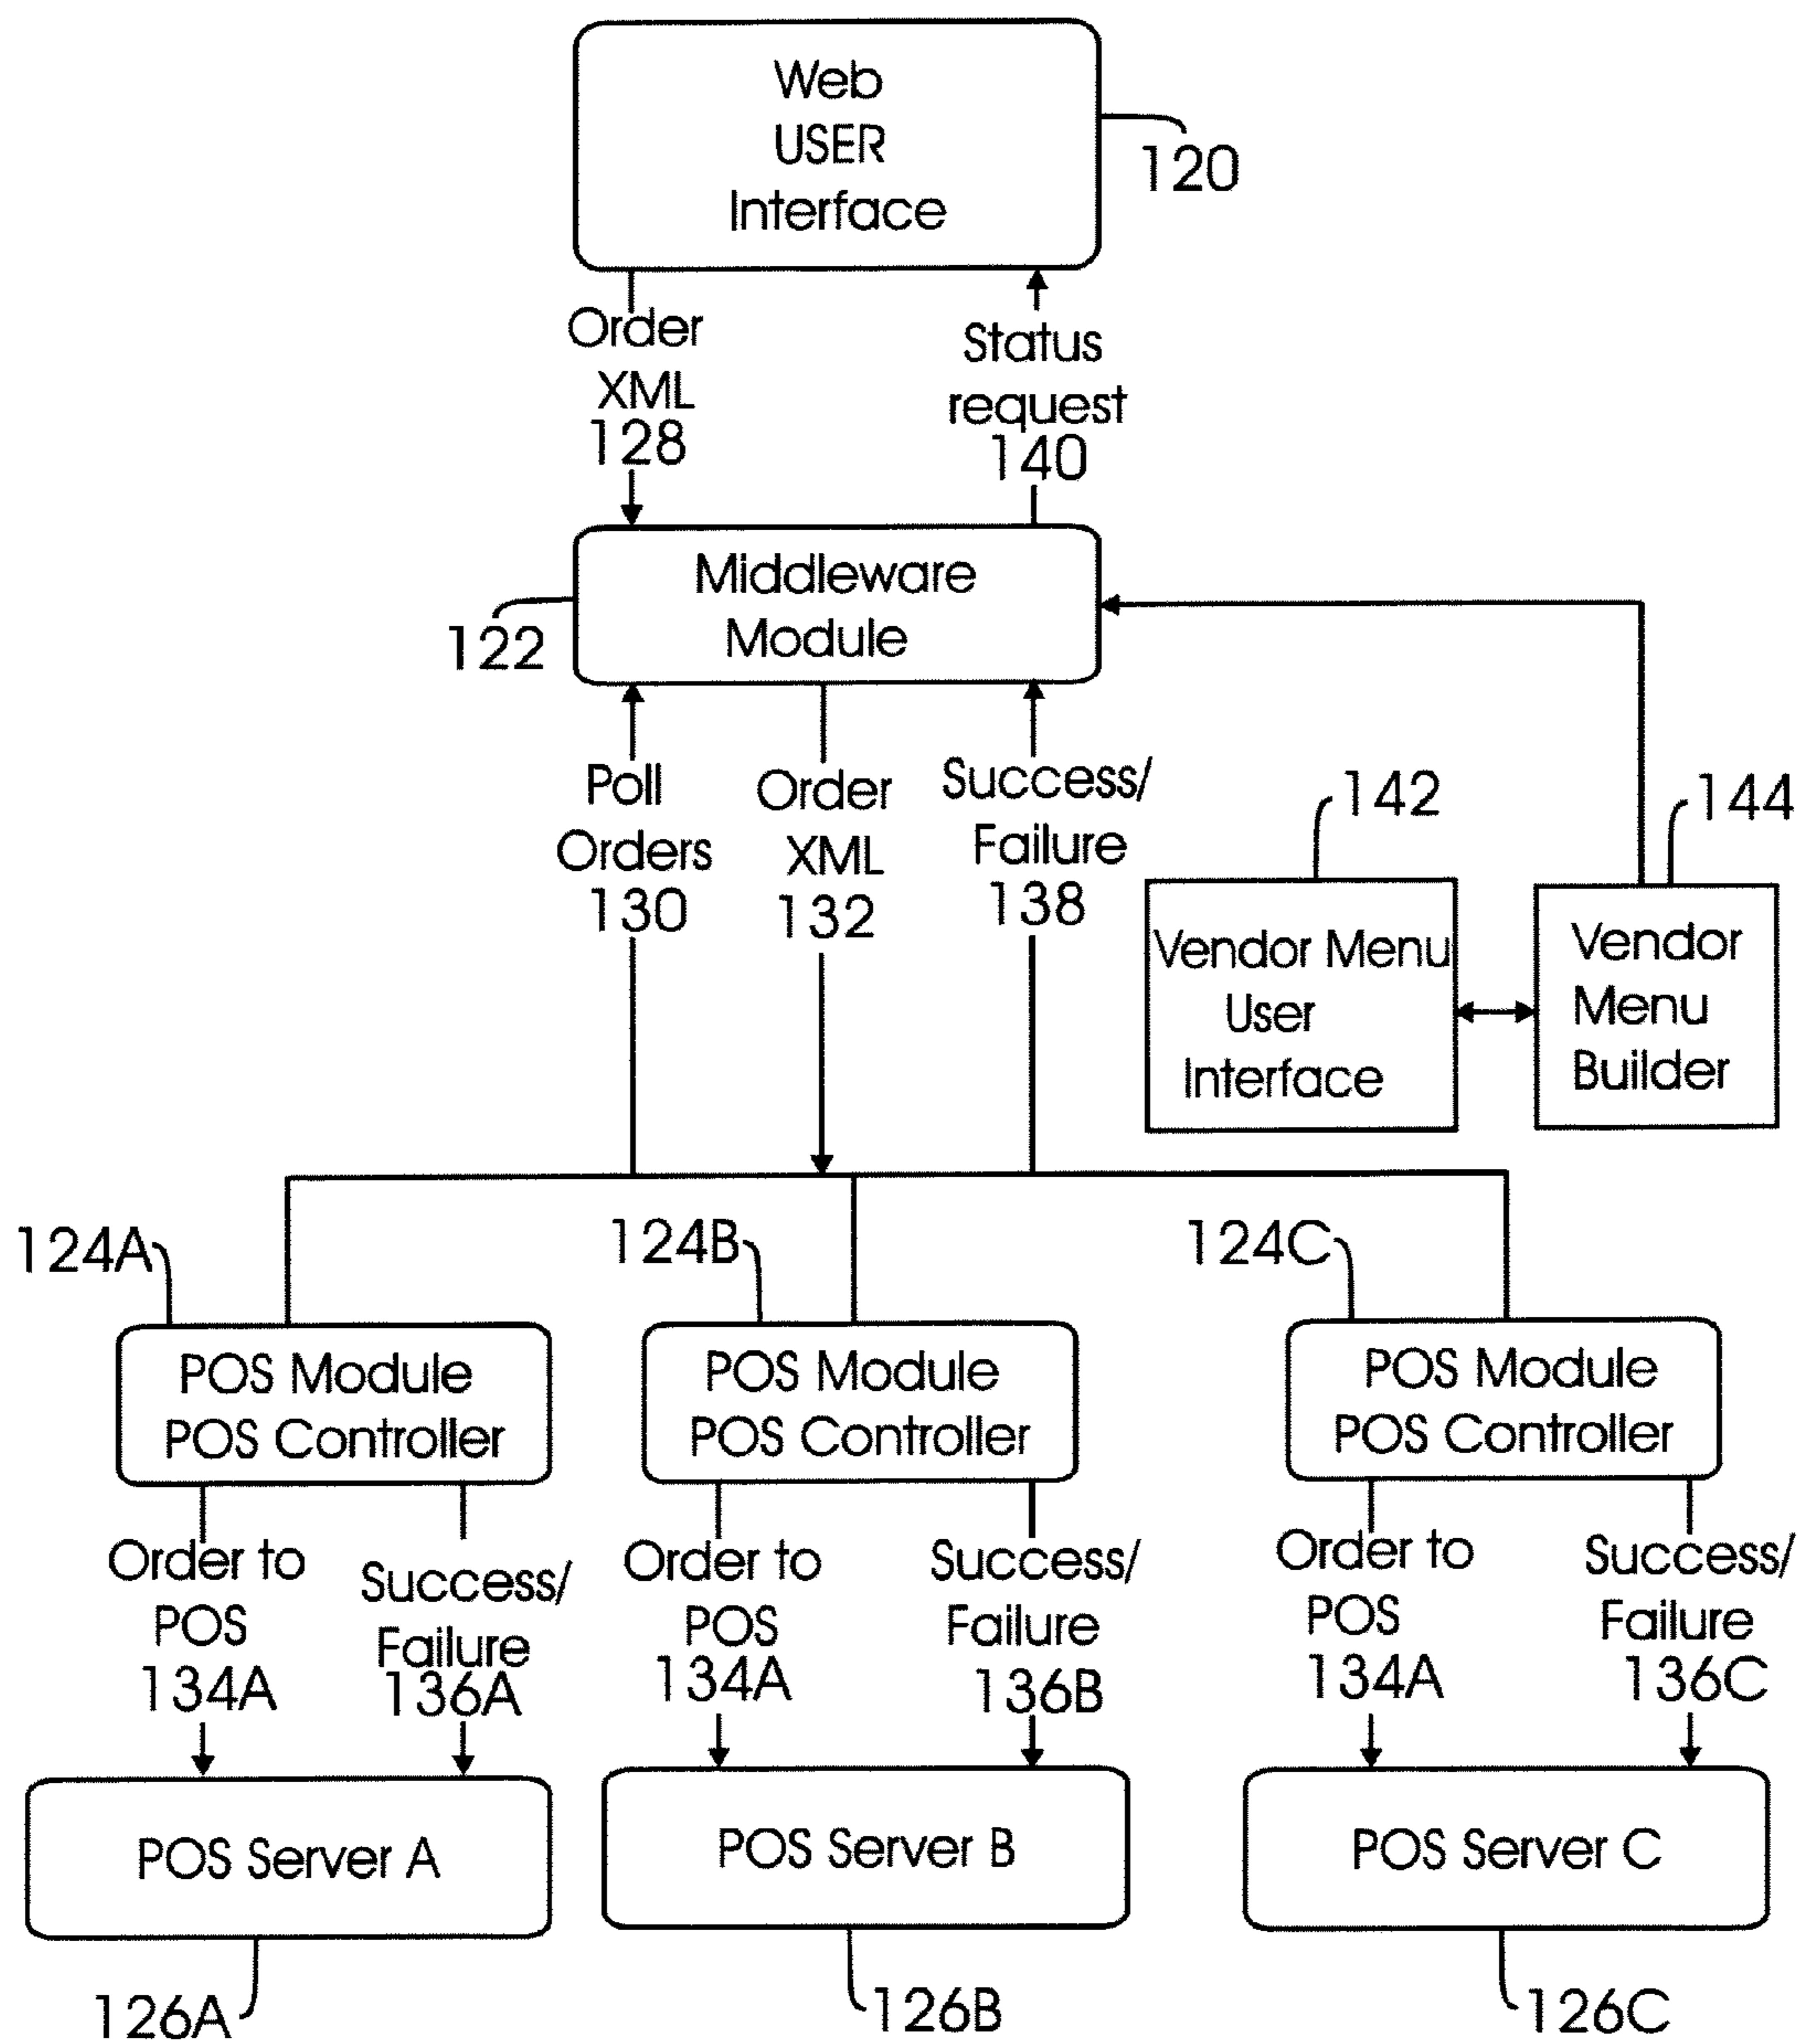 Web
USER
Interface
120
Order
XML
128
Status
request
140
Middleware
Module
122
Poll
Orders
130
Order
XML
132
Success/
Failure
138
142
144
Vendor Menu
User
Interface
Vendor
Menu
Builder
124A
124B
124C
POS Module
POS Controller
POS Module
POS Controller
POS Module
POS Controller
Order to
POS
134A
Success/
Failure
136A
Order to
POS
134A
Success/
Failure
136B
Order to
POS
134A
Success/
Failure
136C
POS Server A
POS Server B
POS Server C
126A
126B
126C